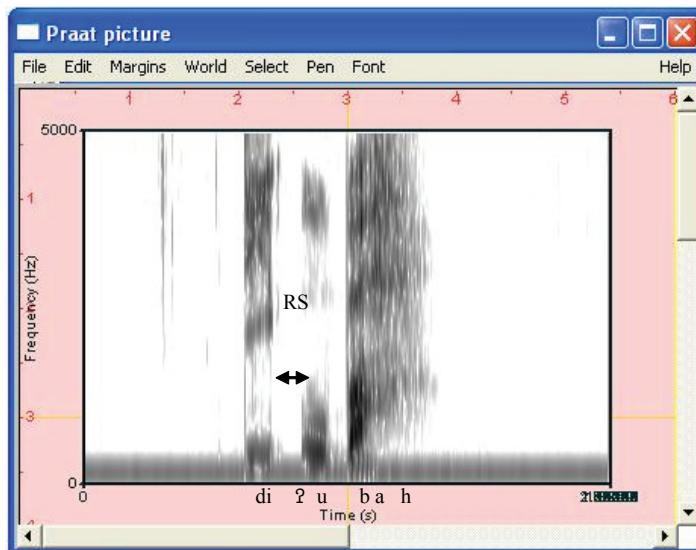 Praat picture
File Edit Margins World Select Pen Font Help
1 2 3 4 5 6
5000
1
Frequency (Hz)
RS
3
0
di ʔ u b a h
0
Time (s)